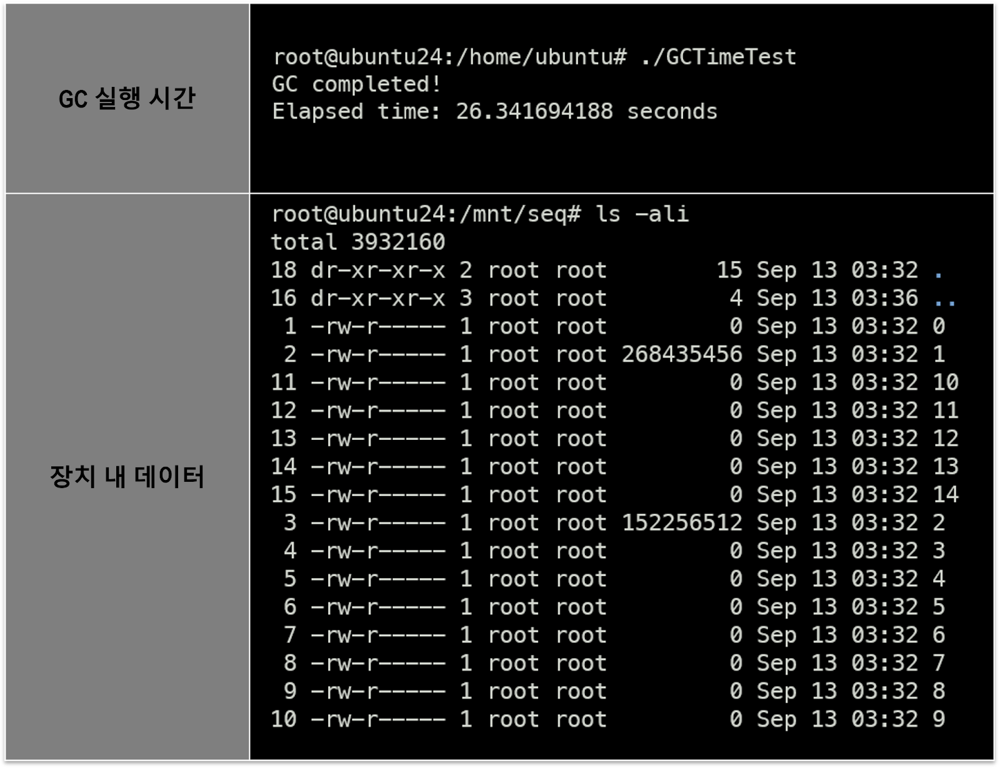 GC 실행 시간
root@ubuntu24:/home/ubuntu# ./GCTimeTest
GC completed!
Elapsed time: 26.341694188 seconds
장치 내 데이터
root@ubuntu24:/mnt/seq# ls -ali
total 3932160
18 dr-xr-xr-x 2 root root 15 Sep 13 03:32 .
16 dr-xr-xr-x 3 root root 4 Sep 13 03:36 ..
1 -rw-r----- 1 root root 0 Sep 13 03:32 0
2 -rw-r----- 1 root root 268435456 Sep 13 03:32 1
11 -rw-r----- 1 root root 0 Sep 13 03:32 10
12 -rw-r----- 1 root root 0 Sep 13 03:32 11
13 -rw-r----- 1 root root 0 Sep 13 03:32 12
14 -rw-r----- 1 root root 0 Sep 13 03:32 13
15 -rw-r----- 1 root root 0 Sep 13 03:32 14
3 -rw-r----- 1 root root 152256512 Sep 13 03:32 2
4 -rw-r----- 1 root root 0 Sep 13 03:32 3
5 -rw-r----- 1 root root 0 Sep 13 03:32 4
6 -rw-r----- 1 root root 0 Sep 13 03:32 5
7 -rw-r----- 1 root root 0 Sep 13 03:32 6
8 -rw-r----- 1 root root 0 Sep 13 03:32 7
9 -rw-r----- 1 root root 0 Sep 13 03:32 8
10 -rw-r----- 1 root root 0 Sep 13 03:32 9